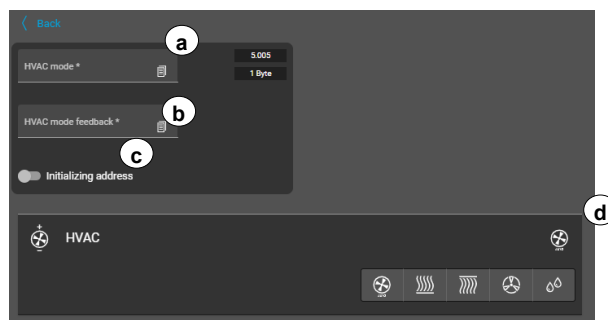 Back
a
HVAC mode *
5.005
1 Byte
b
HVAC mode feedback *
c
Initializing address
d
HVAC